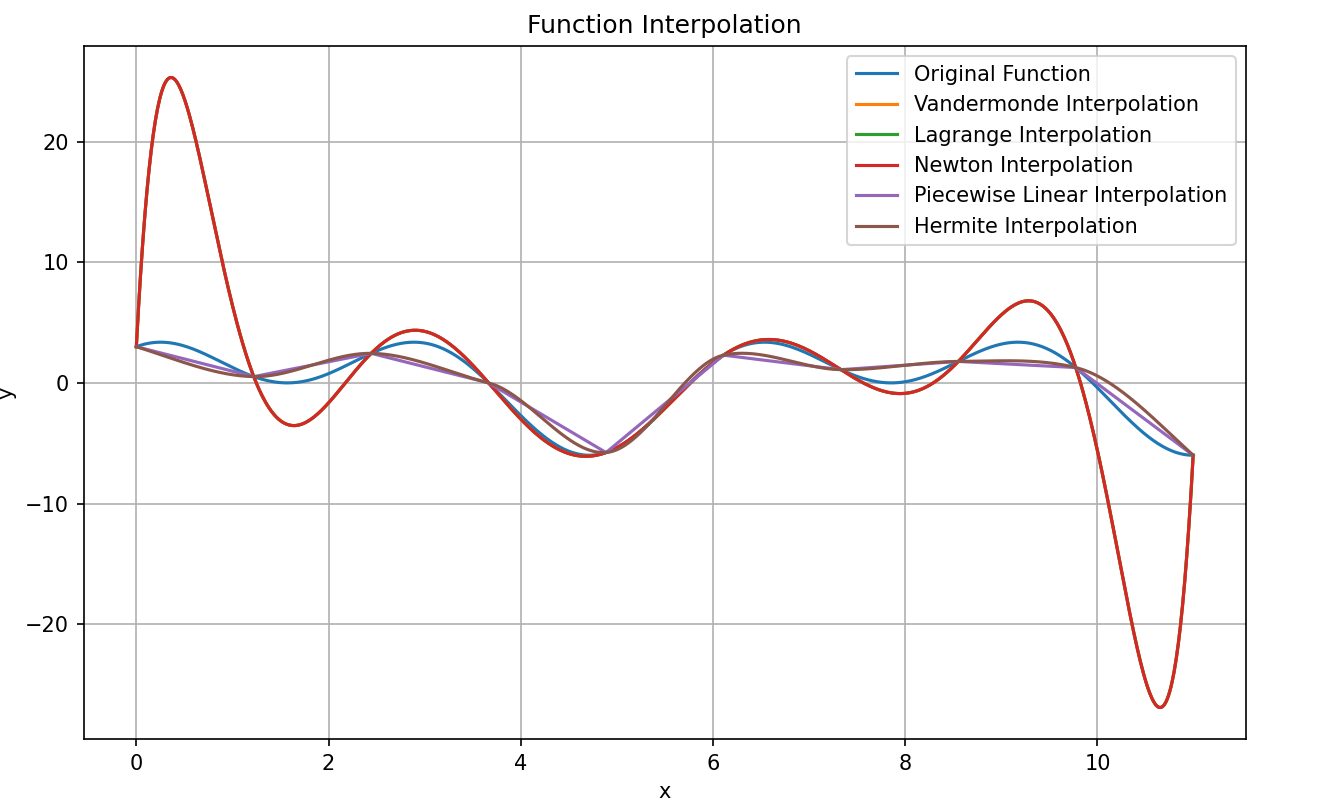 Function Interpolation
Original Function
Vandermonde Interpolation
Lagrange Interpolation
Newton Interpolation
Piecewise Linear Interpolation
Hermite Interpolation
20
10
0
−10
−20
y
0 2 4 6 8 10
x